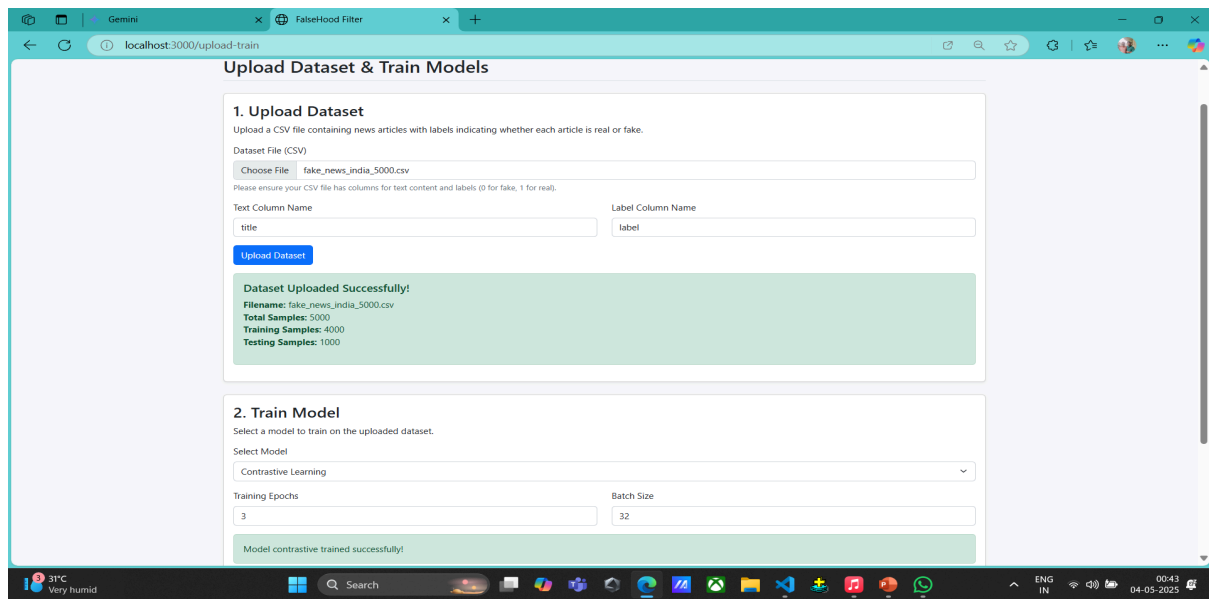 Gemini
FalseHood Filter
localhost:3000/upload-train
Upload Dataset & Train Models
1. Upload Dataset
Upload a CSV file containing news articles with labels indicating whether each article is real or fake.
Dataset File (CSV)
Choose File fake_news_india_5000.csv
Please ensure your CSV file has columns for text content and labels (0 for fake, 1 for real).
Text Column Name Label Column Name
title label
Upload Dataset
Dataset Uploaded Successfully!
Filename: fake_news_india_5000.csv
Total Samples: 5000
Training Samples: 4000
Testing Samples: 1000
2. Train Model
Select a model to train on the uploaded dataset.
Select Model
Contrastive Learning
Training Epochs Batch Size
3 32
Model contrastive trained successfully!
3
31°C
Very humid
Search
ENG
IN
00:43
04-05-2025